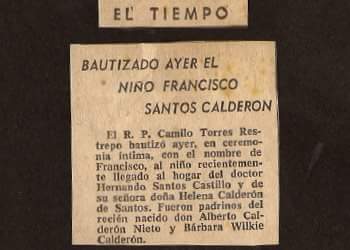 EL TIEMPO
BAUTIZADO AYER EL
NIÑO FRANCISCO
SANTOS CALDERON
El R. P. Camilo Torres Res-
trepo bautizó ayer, en ceremo-
nia íntima, con el nombre de
Francisco, al niño recientemen-
te llegado al hogar del doctor
Hernando Santos Castillo y de
su señora doña Helena Calderón
de Santos. Fueron padrinos del
recién nacido don Alberto Cal-
derón Nieto y Bárbara Wilkie
Calderón.